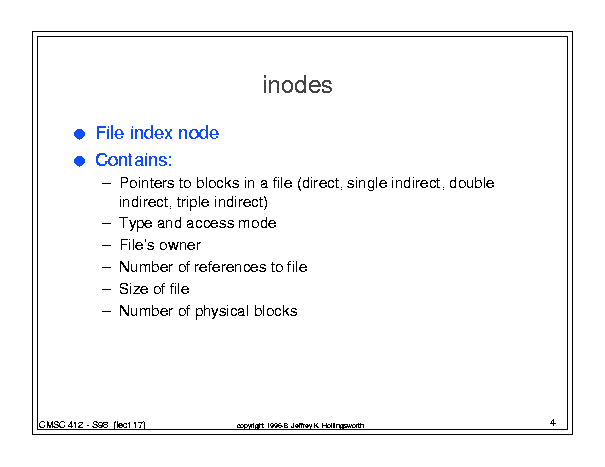 inodes
● File index node
● Contains:
– Pointers to blocks in a file (direct, single indirect, double
indirect, triple indirect)
– Type and access mode
– File's owner
– Number of references to file
– Size of file
– Number of physical blocks
CMSC 412 - S98 (lect 17)
copyright 1996-8 Jeffrey K. Hollingsworth
4